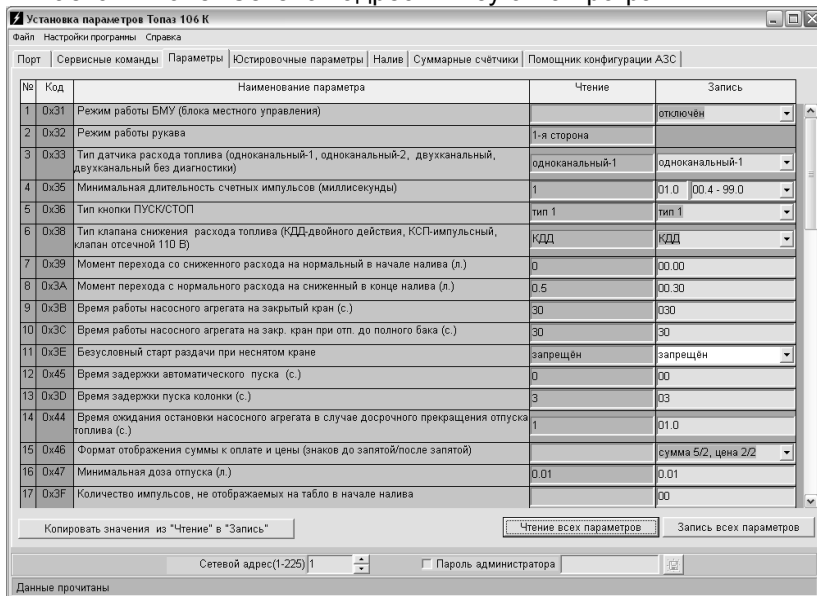 Установка параметров Топаз 106 К
Файл Настройки программы Справка
Порт Сервисные команды Параметры Юстировочные параметры Налив Суммарные счётчики Помощник конфигурации АЗС
№ Код Наименование параметра Чтение Запись
1 0x31 Режим работы БМУ (блока местного управления) отключён
2 0x32 Режим работы рукава 1-я сторона
3 0x33 Тип датчика расхода топлива (одноканальный-1, одноканальный-2, двухканальный, двухканальный без диагностики) одноканальный-1 одноканальный-1
4 0x35 Минимальная длительность счетных импульсов (миллисекунды) 1 01.0 00.4 - 99.0
5 0x36 Тип кнопки ПУСК/СТОП тип 1 тип 1
6 0x38 Тип клапана снижения расхода топлива (КДД-двойного действия, КСП-импульсный, клапан отсечной 110 В) КДД КДД
7 0x39 Момент перехода со сниженного расхода на нормальный в начале налива (л.) 0 00.00
8 0x3A Момент перехода с нормального расхода на сниженный в конце налива (л.) 0.5 00.30
9 0x3B Время работы насосного агрегата на закрытый кран (с.) 30 030
10 0x3C Время работы насосного агрегата на закр. кран при отп. до полного бака (с.) 30 30
11 0x3E Безусловный старт раздачи при неснятом кране запрещён запрещён
12 0x45 Время задержки автоматического пуска (с.) 0 00
13 0x3D Время задержки пуска колонки (с.) 3 03
14 0x44 Время ожидания остановки насосного агрегата в случае досрочного прекращения отпуска топлива (с.) 1 01.0
15 0x46 Формат отображения суммы к оплате и цены (знаков до запятой/после запятой) сумма 5/2, цена 2/2
16 0x47 Минимальная доза отпуска (л.) 0.01 0.01
17 0x3F Количество импульсов, не отображаемых на табло в начале налива 00
Копировать значения из "Чтение" в "Запись" Чтение всех параметров Запись всех параметров
Сетевой адрес(1-225) 1 Пароль администратора
Данные прочитаны